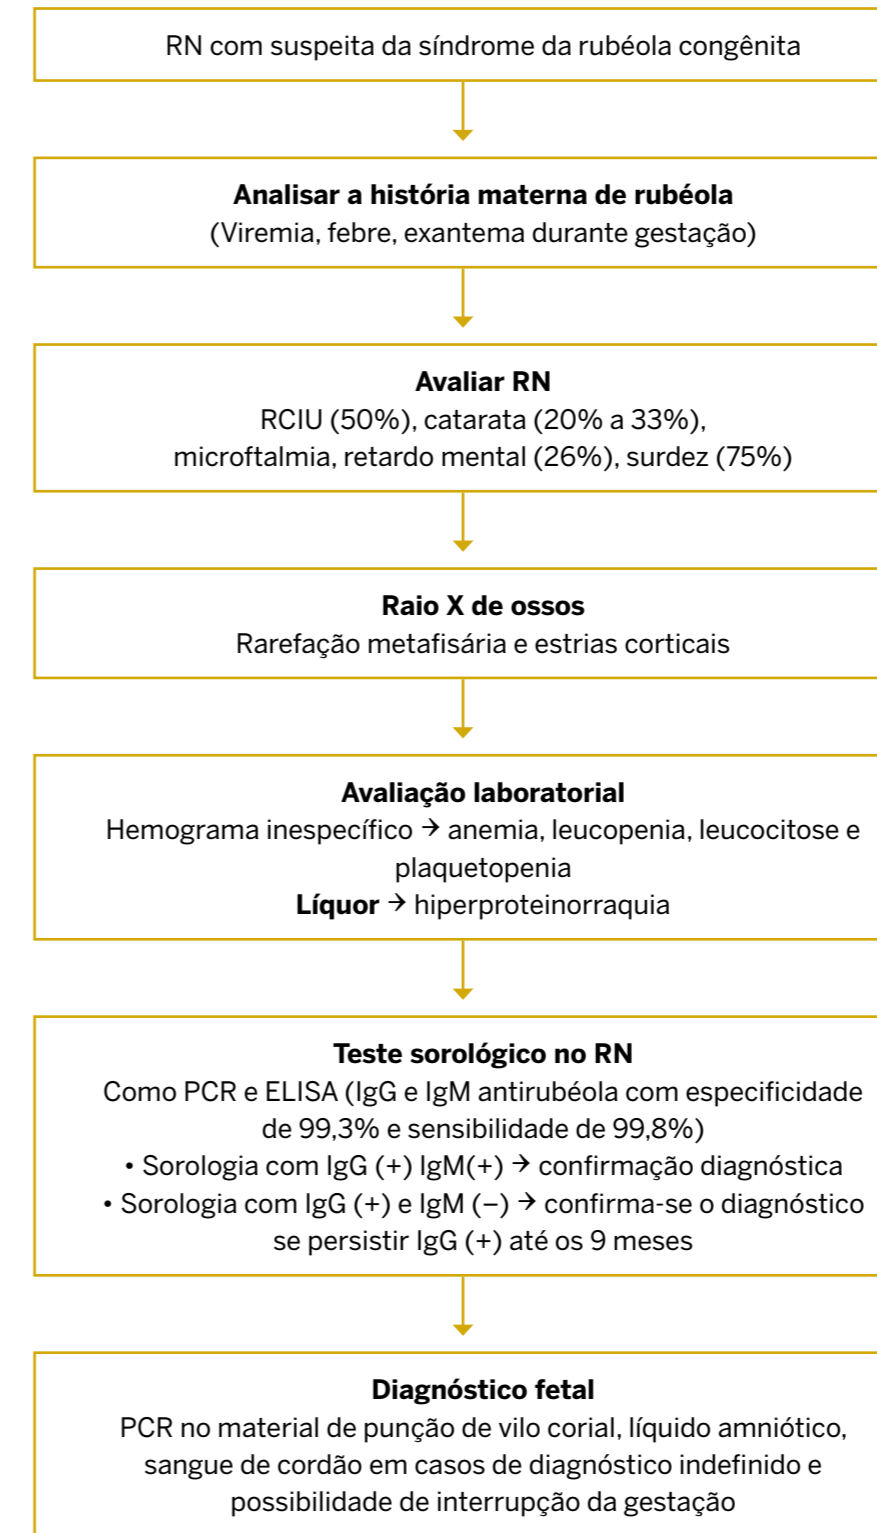 RN com suspeita da síndrome da rubéola congênita
Analisar a história materna de rubéola
(Viremia, febre, exantema durante gestação)
Avaliar RN
RCIU (50%), catarata (20% a 33%),
microftalmia, retardo mental (26%), surdez (75%)
Raio X de ossos
Rarefação metafisária e estrias corticais
Avaliação laboratorial
Hemograma inespecífico → anemia, leucopenia, leucocitose e
plaquetopenia
Líquor → hiperproteinorraquia
Teste sorológico no RN
Como PCR e ELISA (IgG e IgM antirubéola com especificidade
de 99,3% e sensibilidade de 99,8%)
• Sorologia com IgG (+) IgM(+) → confirmação diagnóstica
• Sorologia com IgG (+) e IgM (–) → confirma-se o diagnóstico
se persistir IgG (+) até os 9 meses
Diagnóstico fetal
PCR no material de punção de vilo corial, líquido amniótico,
sangue de cordão em casos de diagnóstico indefinido e
possibilidade de interrupção da gestação